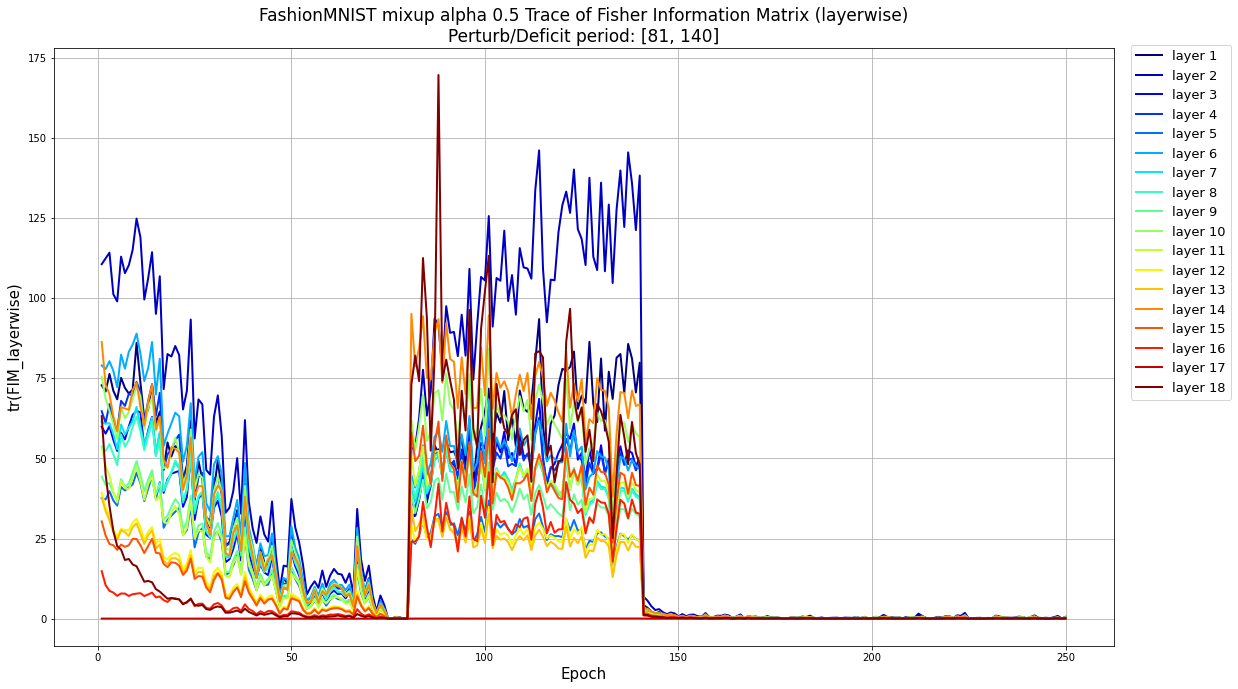 FashionMNIST mixup alpha 0.5 Trace of Fisher Information Matrix (layerwise)
Perturb/Deficit period: [81, 140]
tr(FIM_layerwise)
175
150
125
100
75
50
25
0
0
50
100
150
200
250
Epoch
layer 1
layer 2
layer 3
layer 4
layer 5
layer 6
layer 7
layer 8
layer 9
layer 10
layer 11
layer 12
layer 13
layer 14
layer 15
layer 16
layer 17
layer 18